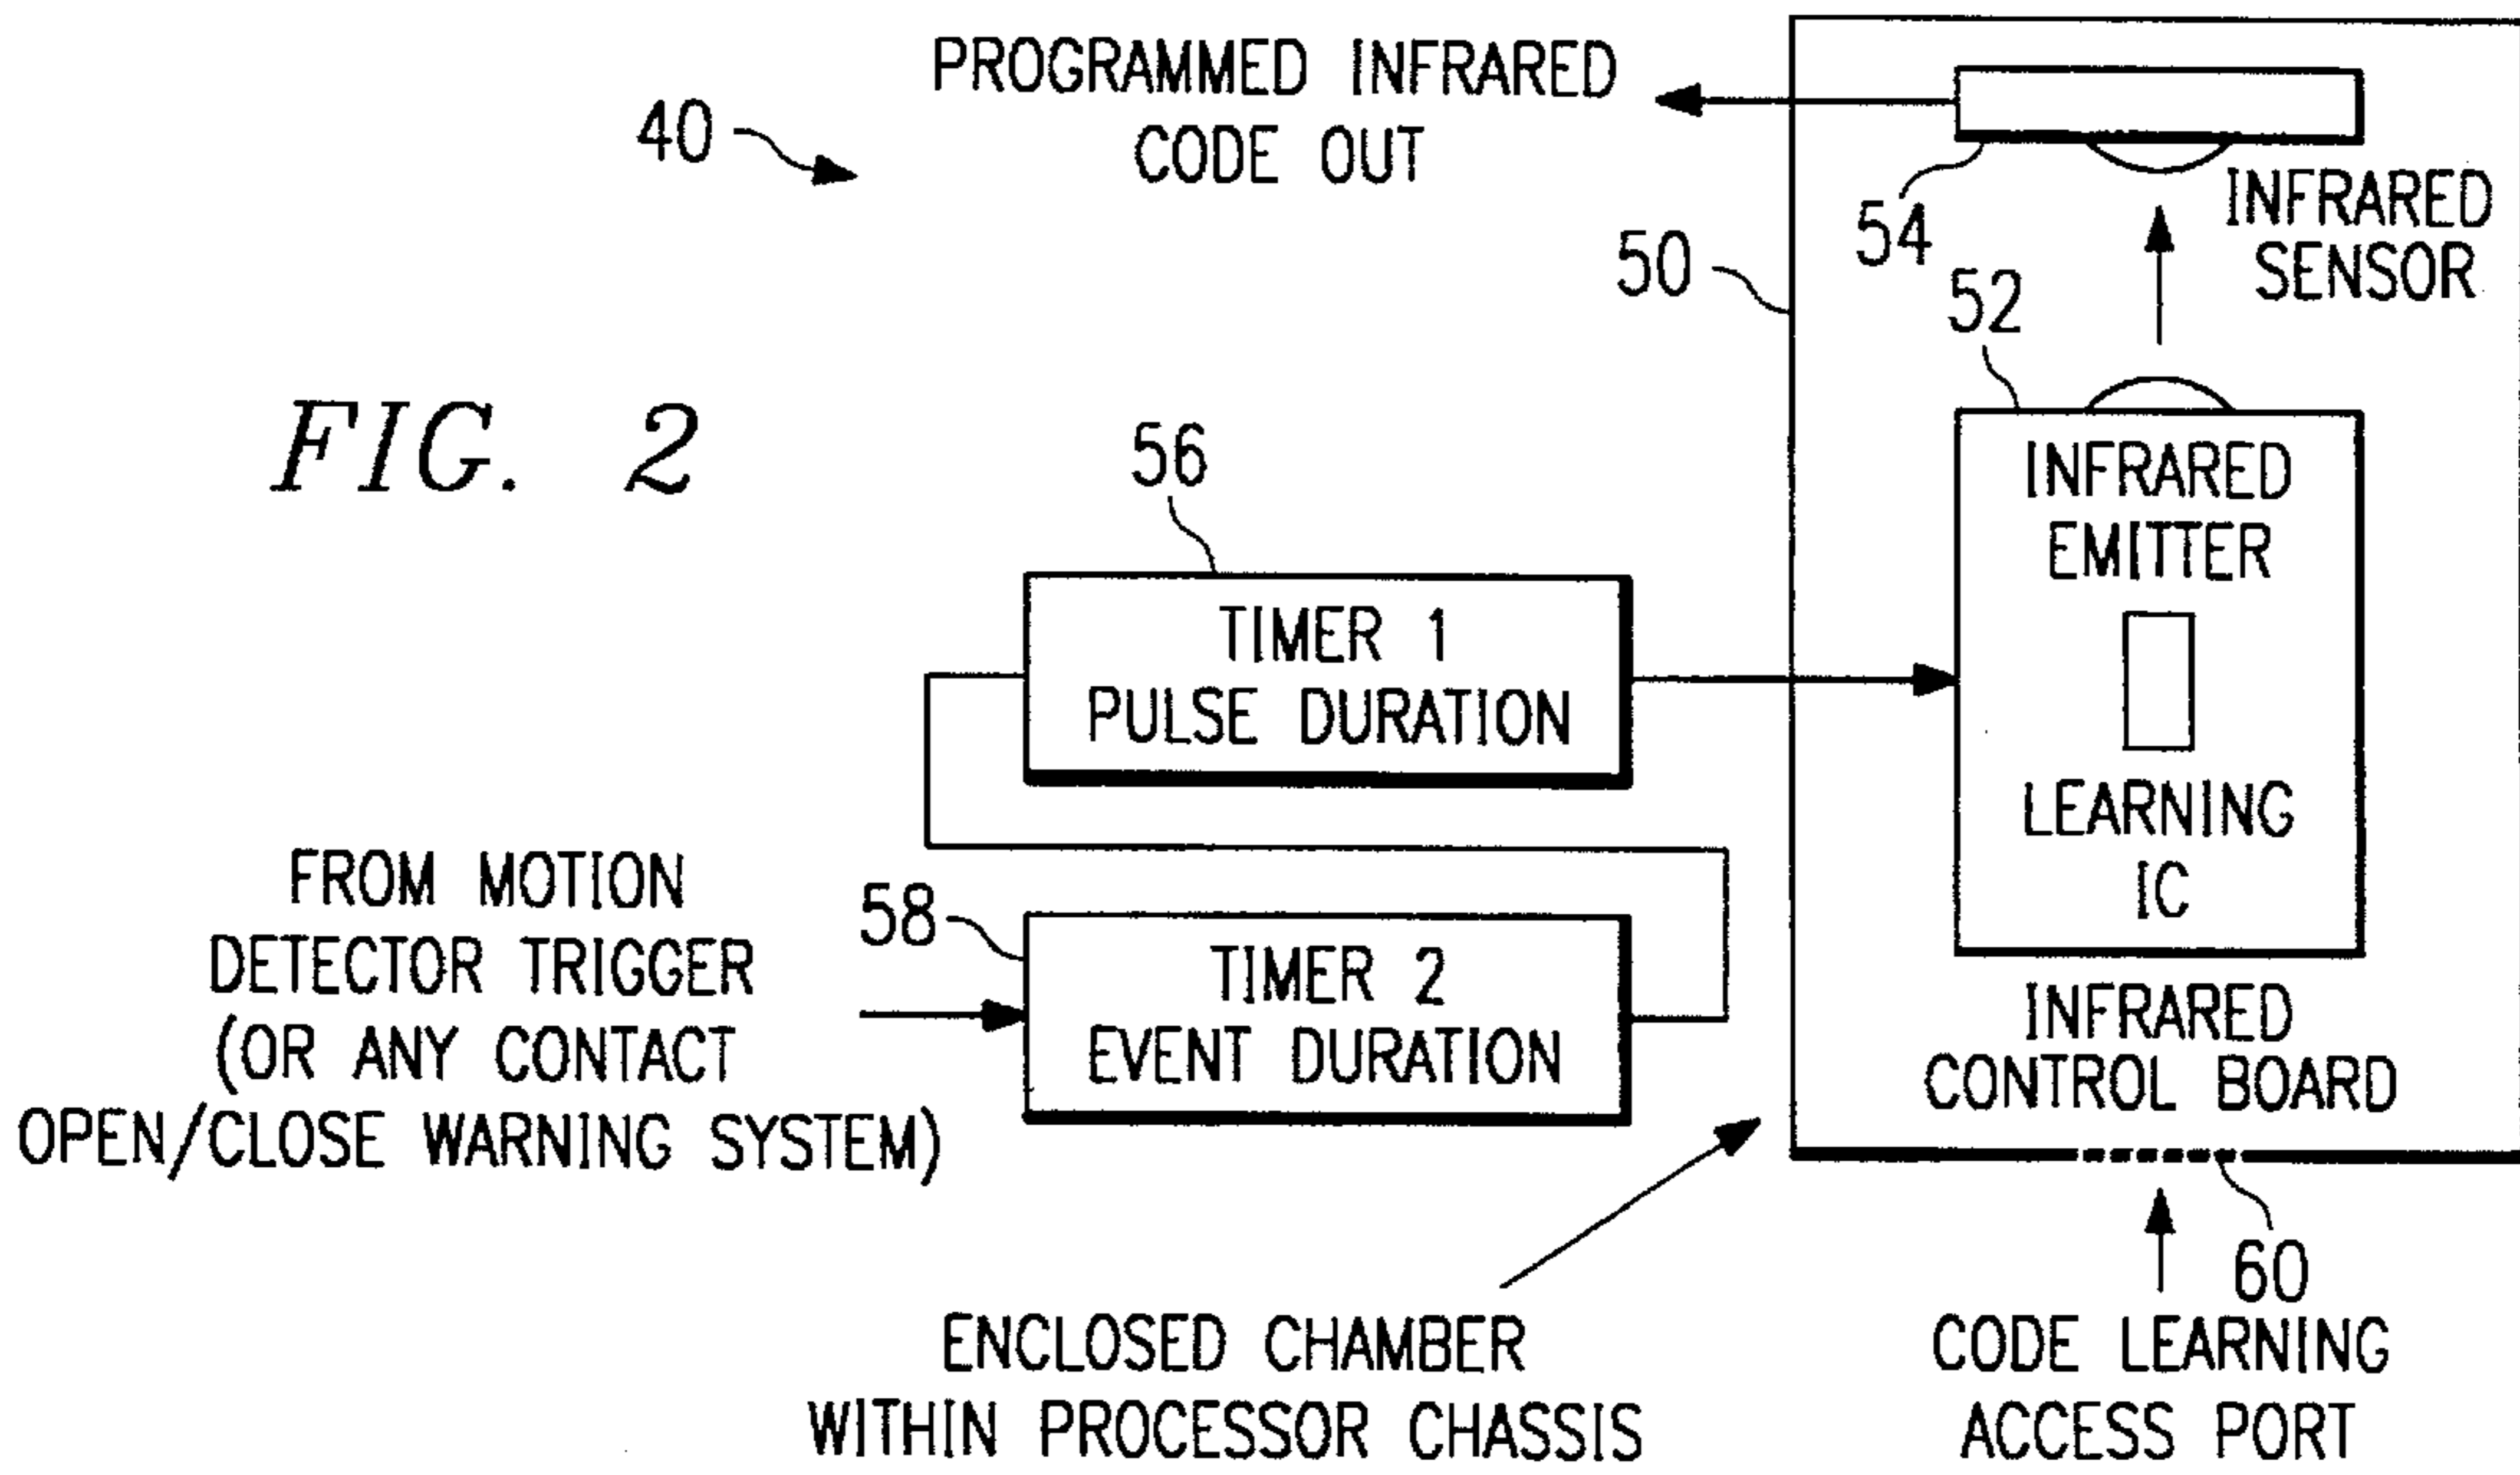 PROGRAMMED INFRARED
CODE OUT
40
54
INFRARED
SENSOR
50
52
FIG. 2
56
INFRARED
EMITTER
TIMER 1
PULSE DURATION
LEARNING
IC
FROM MOTION
DETECTOR TRIGGER
(OR ANY CONTACT
OPEN/CLOSE WARNING SYSTEM)
58
TIMER 2
EVENT DURATION
INFRARED
CONTROL BOARD
60
ENCLOSED CHAMBER
WITHIN PROCESSOR CHASSIS
CODE LEARNING
ACCESS PORT